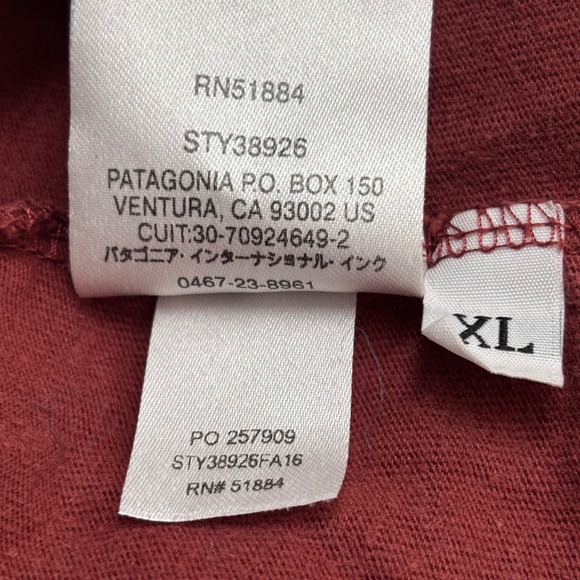 RN51884
STY38926
PATAGONIA P.O. BOX 150
VENTURA, CA 93002 US
CUIT:30-70924649-2
パタゴニア・インターナショナル・インク
0467-23-8961
XL
PO 257909
STY38926FA16
RN# 51884